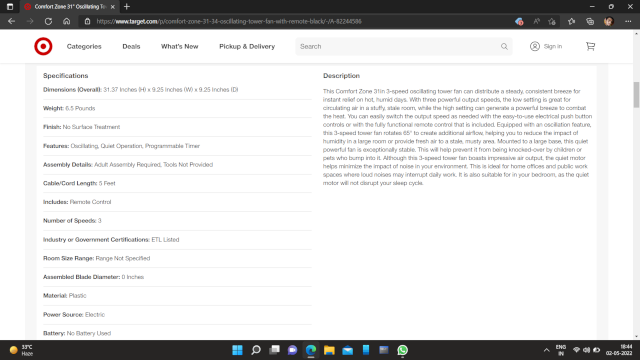 Comfort Zone 31" Oscillating Tow
https://www.target.com/p/comfort-zone-31-34-oscillating-tower-fan-with-remote-black/-/A-82244586
Categories Deals What's New Pickup & Delivery Search Sign in
Specifications
Dimensions (Overall): 31.37 Inches (H) x 9.25 Inches (W) x 9.25 Inches (D)
Weight: 6.5 Pounds
Finish: No Surface Treatment
Features: Oscillating, Quiet Operation, Programmable Timer
Assembly Details: Adult Assembly Required, Tools Not Provided
Cable/Cord Length: 5 Feet
Includes: Remote Control
Number of Speeds: 3
Industry or Government Certifications: ETL Listed
Room Size Range: Range Not Specified
Assembled Blade Diameter: 0 Inches
Material: Plastic
Power Source: Electric
Battery: No Battery Used
Description
This Comfort Zone 31in 3-speed oscillating tower fan can distribute a steady, consistent breeze for
instant relief on hot, humid days. With three powerful output speeds, the low setting is great for
circulating air in a stuffy, stale room, while the high setting can generate a powerful breeze to combat
the heat. You can easily switch the output speed as needed with the easy-to-use electrical push button
controls or with the fully functional remote control that is included. Equipped with an oscillation feature,
this 3-speed tower fan rotates 65° to create additional airflow, helping you to reduce the impact of
humidity in a large room or provide fresh air to a stale, musty area. Mounted to a large base, this quiet
powerful fan is exceptionally stable. This will help prevent it from being knocked-over by children or
pets who bump into it. Although this 3-speed tower fan boasts impressive air output, the quiet motor
helps minimize the impact of noise in your environment. This is ideal for home offices and public work
spaces where loud noises may interrupt daily work. It is also suitable for in your bedroom, as the quiet
motor will not disrupt your sleep cycle.
33°C
Haze
ENG
IN
18:44
02-05-2022